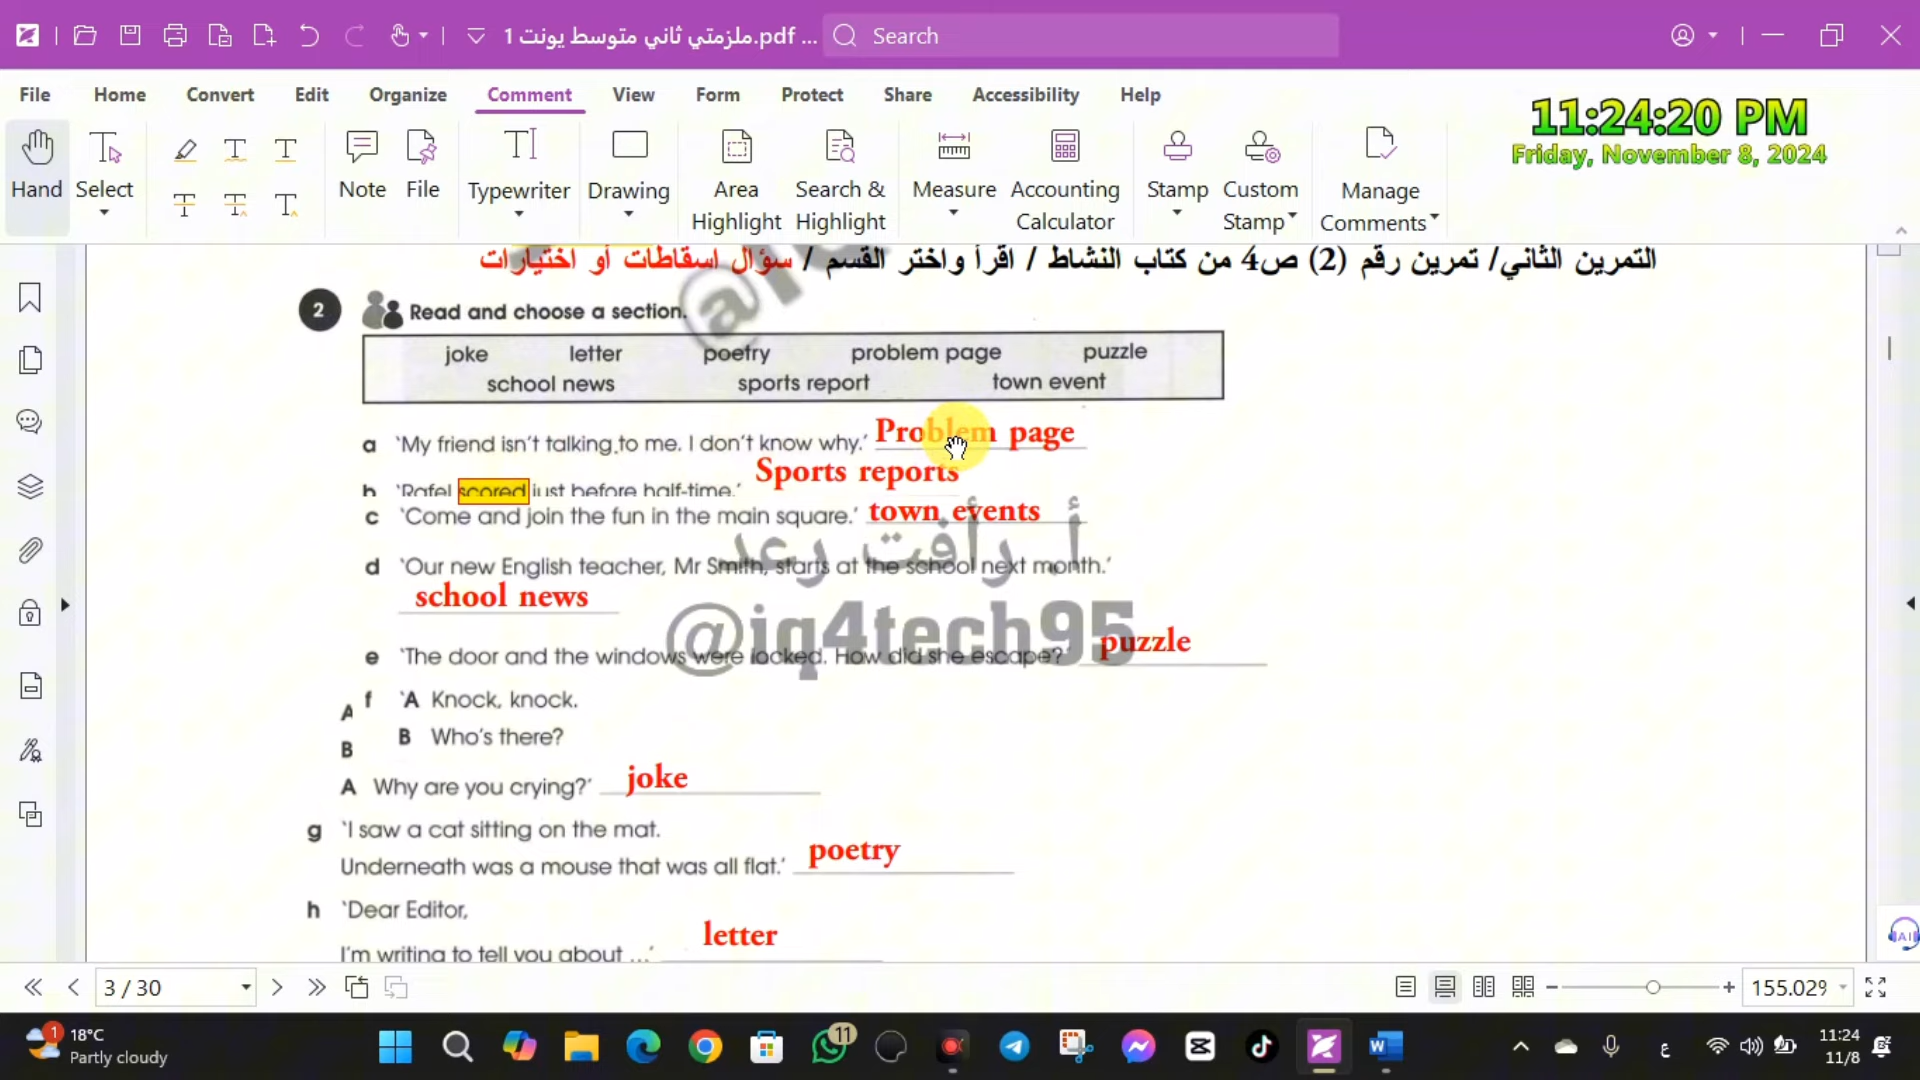 ملزمتي ثاني متوسط يونت 1.pdf ...
Search
File Home Convert Edit Organize Comment View Form Protect Share Accessibility Help
11:24:20 PM
Friday, November 8, 2024
Hand
Select
Note
File
Typewriter
Drawing
Area Highlight
Search & Highlight
Measure
Accounting Calculator
Stamp
Custom Stamp
Manage Comments
التمرين الثاني/ تمرين رقم (2) ص4 من كتاب النشاط / اقرأ واختر القسم / سؤال اسقاطات أو اختيارات
2 Read and choose a section.
joke letter poetry problem page puzzle
school news sports report town event
a 'My friend isn't talking to me. I don't know why.' Problem page
Sports reports
b 'Rafel scored just before half-time.'
c 'Come and join the fun in the main square.' town events
أ. رأفت رعد
d 'Our new English teacher, Mr Smith, starts at the school next month.'
school news
@iq4tech95
e 'The door and the windows were locked. How did she escape?' puzzle
f 'A Knock, knock.
A
B Who's there?
B
A Why are you crying?' joke
g 'I saw a cat sitting on the mat.
Underneath was a mouse that was all flat.' poetry
h 'Dear Editor,
I'm writing to tell you about ...' letter
AI
3 / 30
155.029
1
18°C
Partly cloudy
11
ع
11:24
11/8